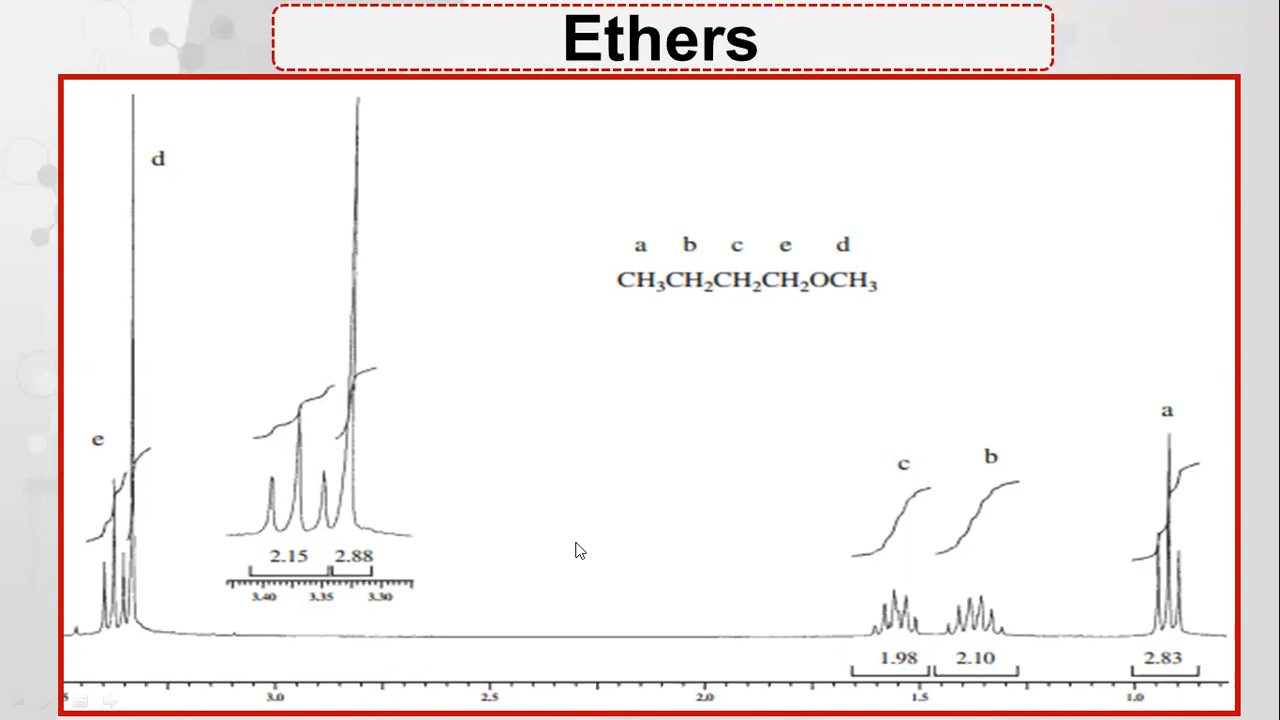 Ethers
d
a b c e d
CH₃CH₂CH₂CH₂OCH₃
e
a
c b
2.15 2.88
3.40 3.35 3.30
1.98 2.10 2.83
5 3.0 2.5 2.0 1.5 1.0